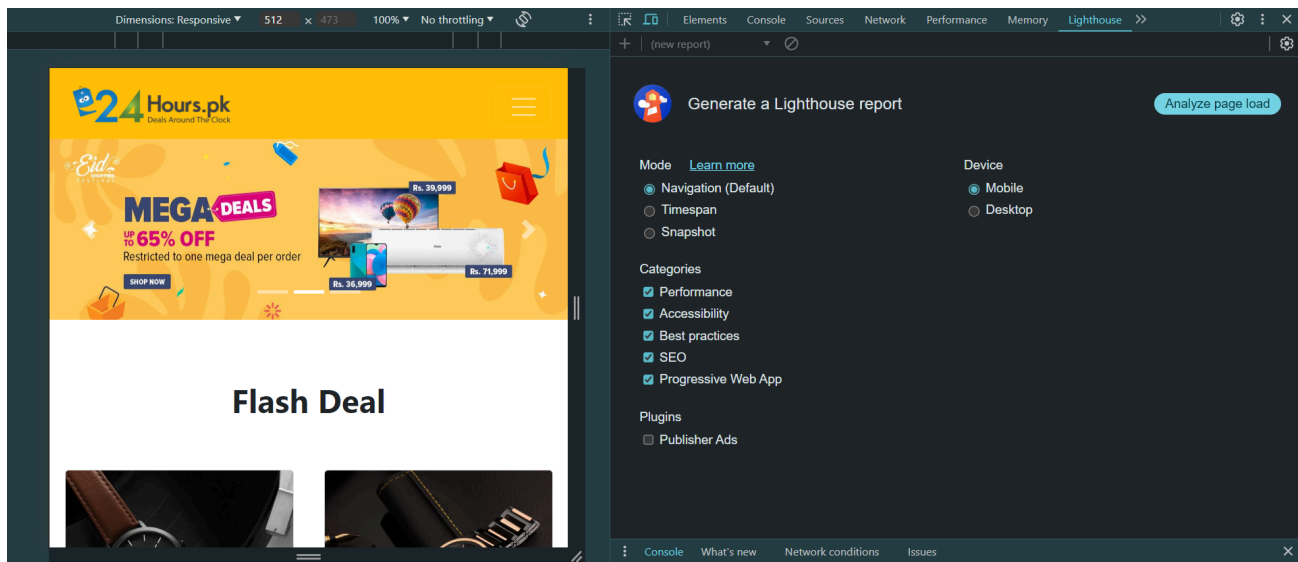 Dimensions: Responsive 512 × 473 100% No throttling
24 Hours.pk
Deals Around The Clock
Eid
SHOPPING
FESTIVAL
MEGA DEALS
UP TO 65% OFF
Restricted to one mega deal per order
SHOP NOW
Rs. 39,999
Rs. 36,999
Rs. 71,999
Flash Deal
Elements Console Sources Network Performance Memory Lighthouse
(new report)
Generate a Lighthouse report
Analyze page load
Mode Learn more
Navigation (Default)
Timespan
Snapshot
Device
Mobile
Desktop
Categories
Performance
Accessibility
Best practices
SEO
Progressive Web App
Plugins
Publisher Ads
Console What's new Network conditions Issues